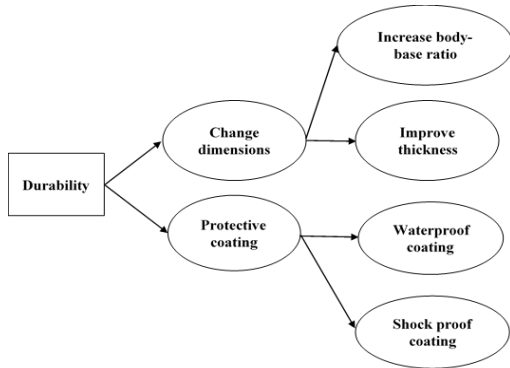 Increase body-
base ratio
Change
dimensions
Improve
thickness
Durability
Protective
coating
Waterproof
coating
Shock proof
coating